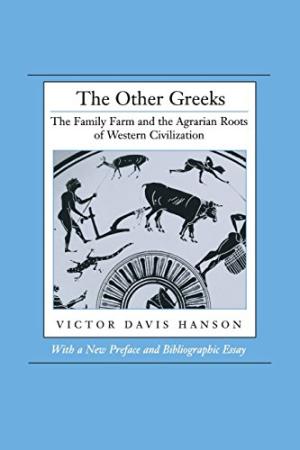 The Other Greeks
The Family Farm and the Agrarian Roots
of Western Civilization
VICTOR DAVIS HANSON
With a New Preface and Bibliographic Essay